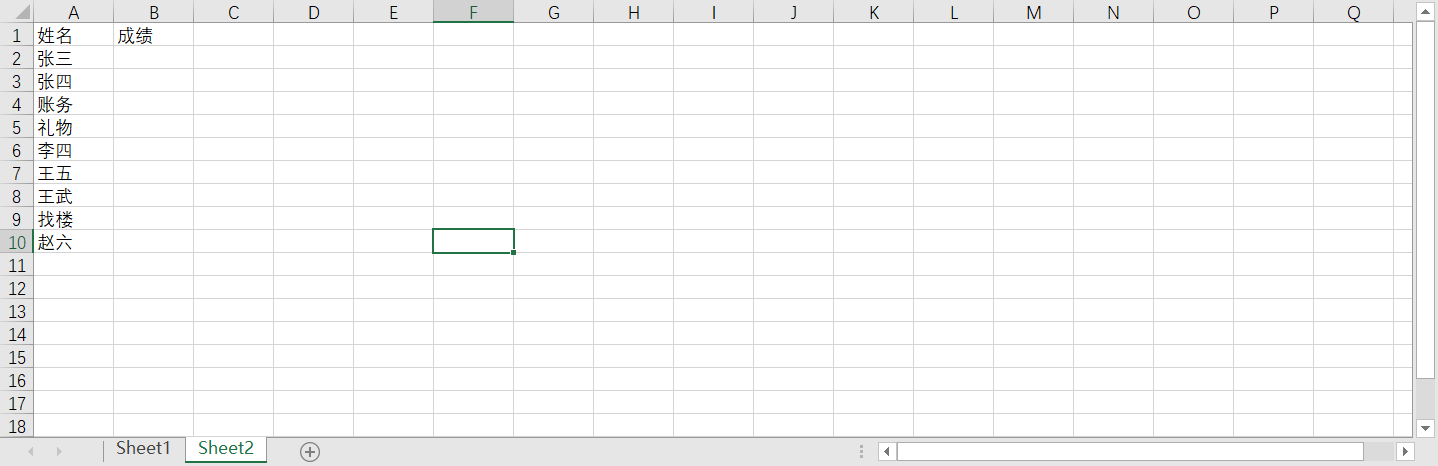 A B C D E F G H I J K L M N O P Q
1 姓名 成绩
2 张三
3 张四
4 账务
5 礼物
6 李四
7 王五
8 王武
9 找楼
10 赵六
11
12
13
14
15
16
17
18
Sheet1 Sheet2